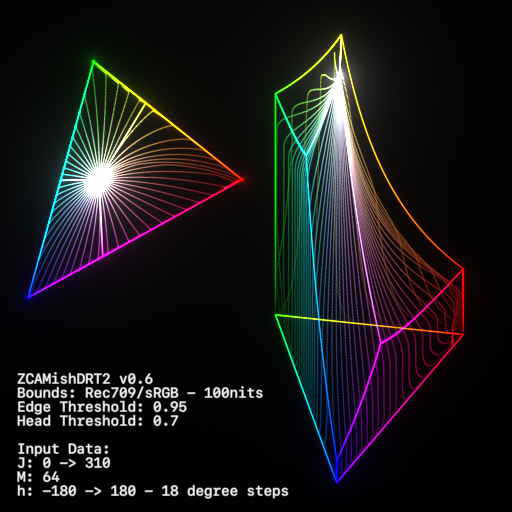 ZCAMishDRT2 v0.6
Bounds: Rec709/sRGB - 100nits
Edge Threshold: 0.95
Head Threshold: 0.7
Input Data:
J: 0 -> 310
M: 64
h: -180 -> 180 - 18 degree steps